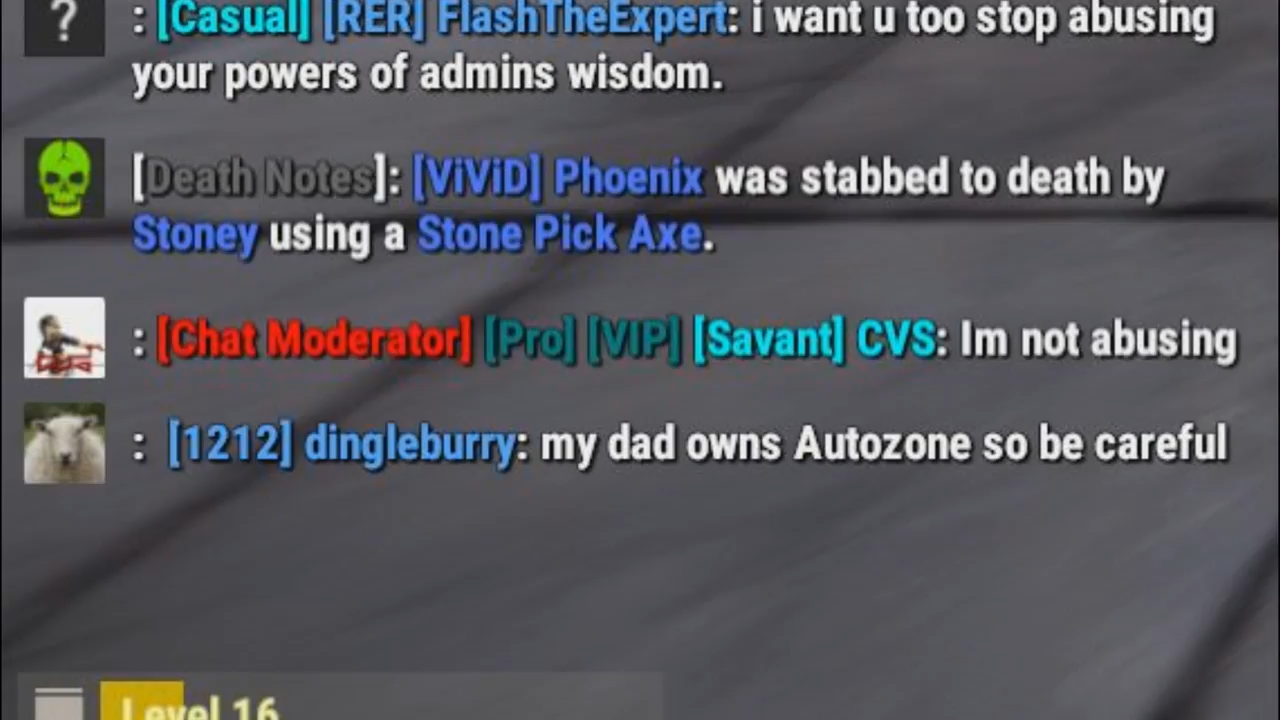 ?
: [Casual] [RER] FlashTheExpert: i want u too stop abusing
your powers of admins wisdom.
[Death Notes]: [ViViD] Phoenix was stabbed to death by
Stoney using a Stone Pick Axe.
: [Chat Moderator] [Pro] [VIP] [Savant] CVS: Im not abusing
: [1212] dingleburry: my dad owns Autozone so be careful
Level 16